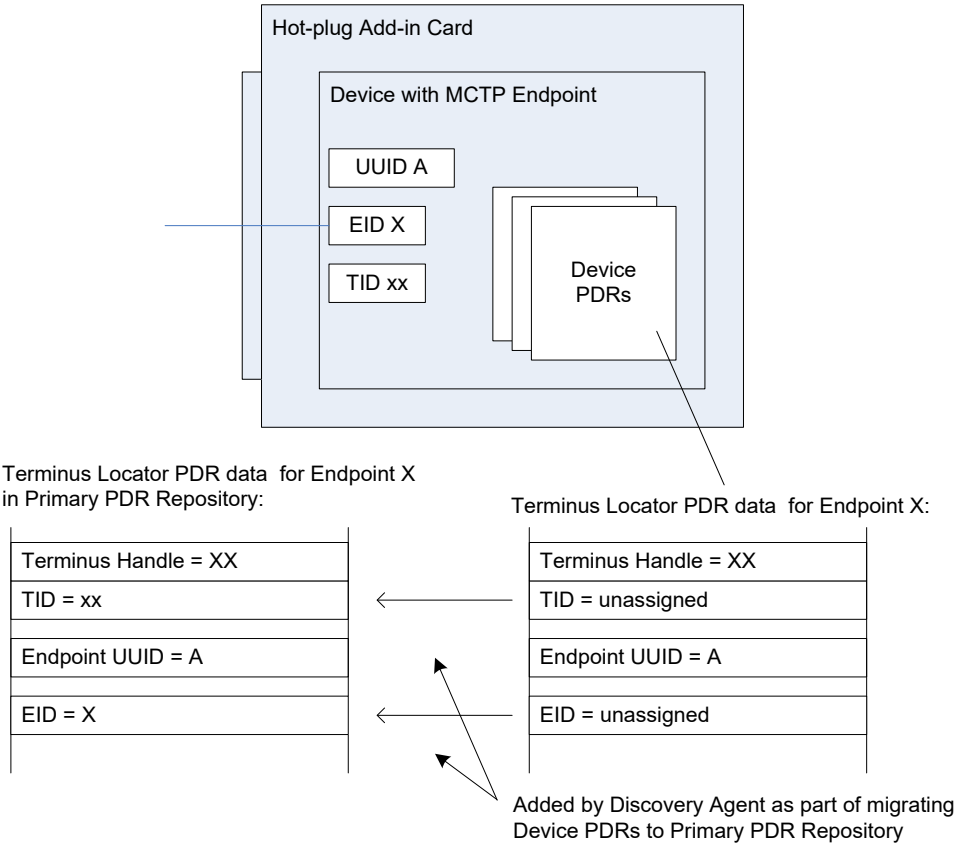 Hot-plug Add-in Card
Device with MCTP Endpoint
UUID A
EID X
TID xx
Device
PDRs
Terminus Locator PDR data for Endpoint X
in Primary PDR Repository:
Terminus Handle = XX
TID = xx
Endpoint UUID = A
EID = X
Terminus Locator PDR data for Endpoint X:
Terminus Handle = XX
TID = unassigned
Endpoint UUID = A
EID = unassigned
Added by Discovery Agent as part of migrating
Device PDRs to Primary PDR Repository